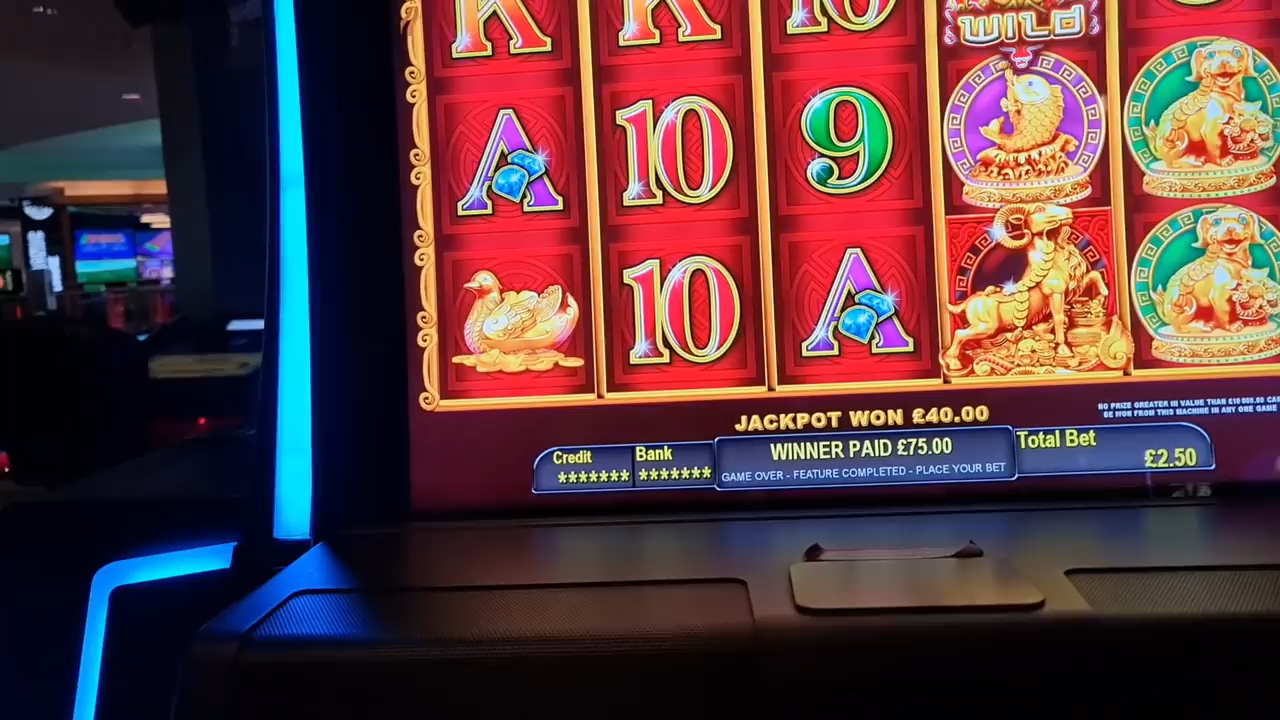 K K 10 WILD
A 10 9
10 A
JACKPOT WON £40.00
NO PRIZE GREATER IN VALUE THAN £10 000.00 CAN
BE WON FROM THIS MACHINE IN ANY ONE GAME
Credit Bank WINNER PAID £75.00 Total Bet
******* ******* GAME OVER - FEATURE COMPLETED - PLACE YOUR BET £2.50